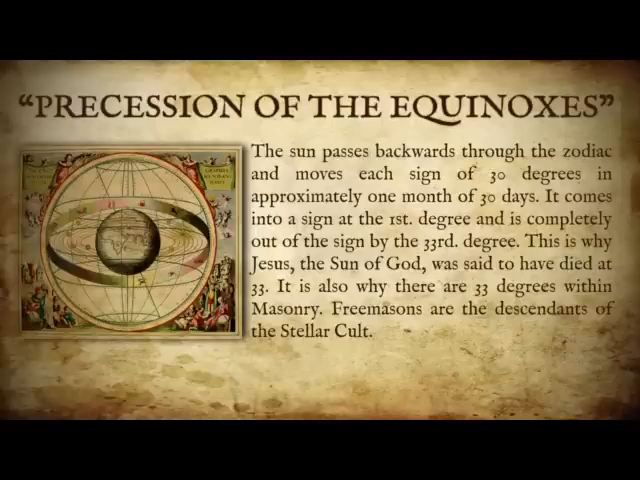 “PRECESSION OF THE EQUINOXES”
The sun passes backwards through the zodiac
and moves each sign of 30 degrees in
approximately one month of 30 days. It comes
into a sign at the 1st. degree and is completely
out of the sign by the 33rd. degree. This is why
Jesus, the Sun of God, was said to have died at
33. It is also why there are 33 degrees within
Masonry. Freemasons are the descendants of
the Stellar Cult.